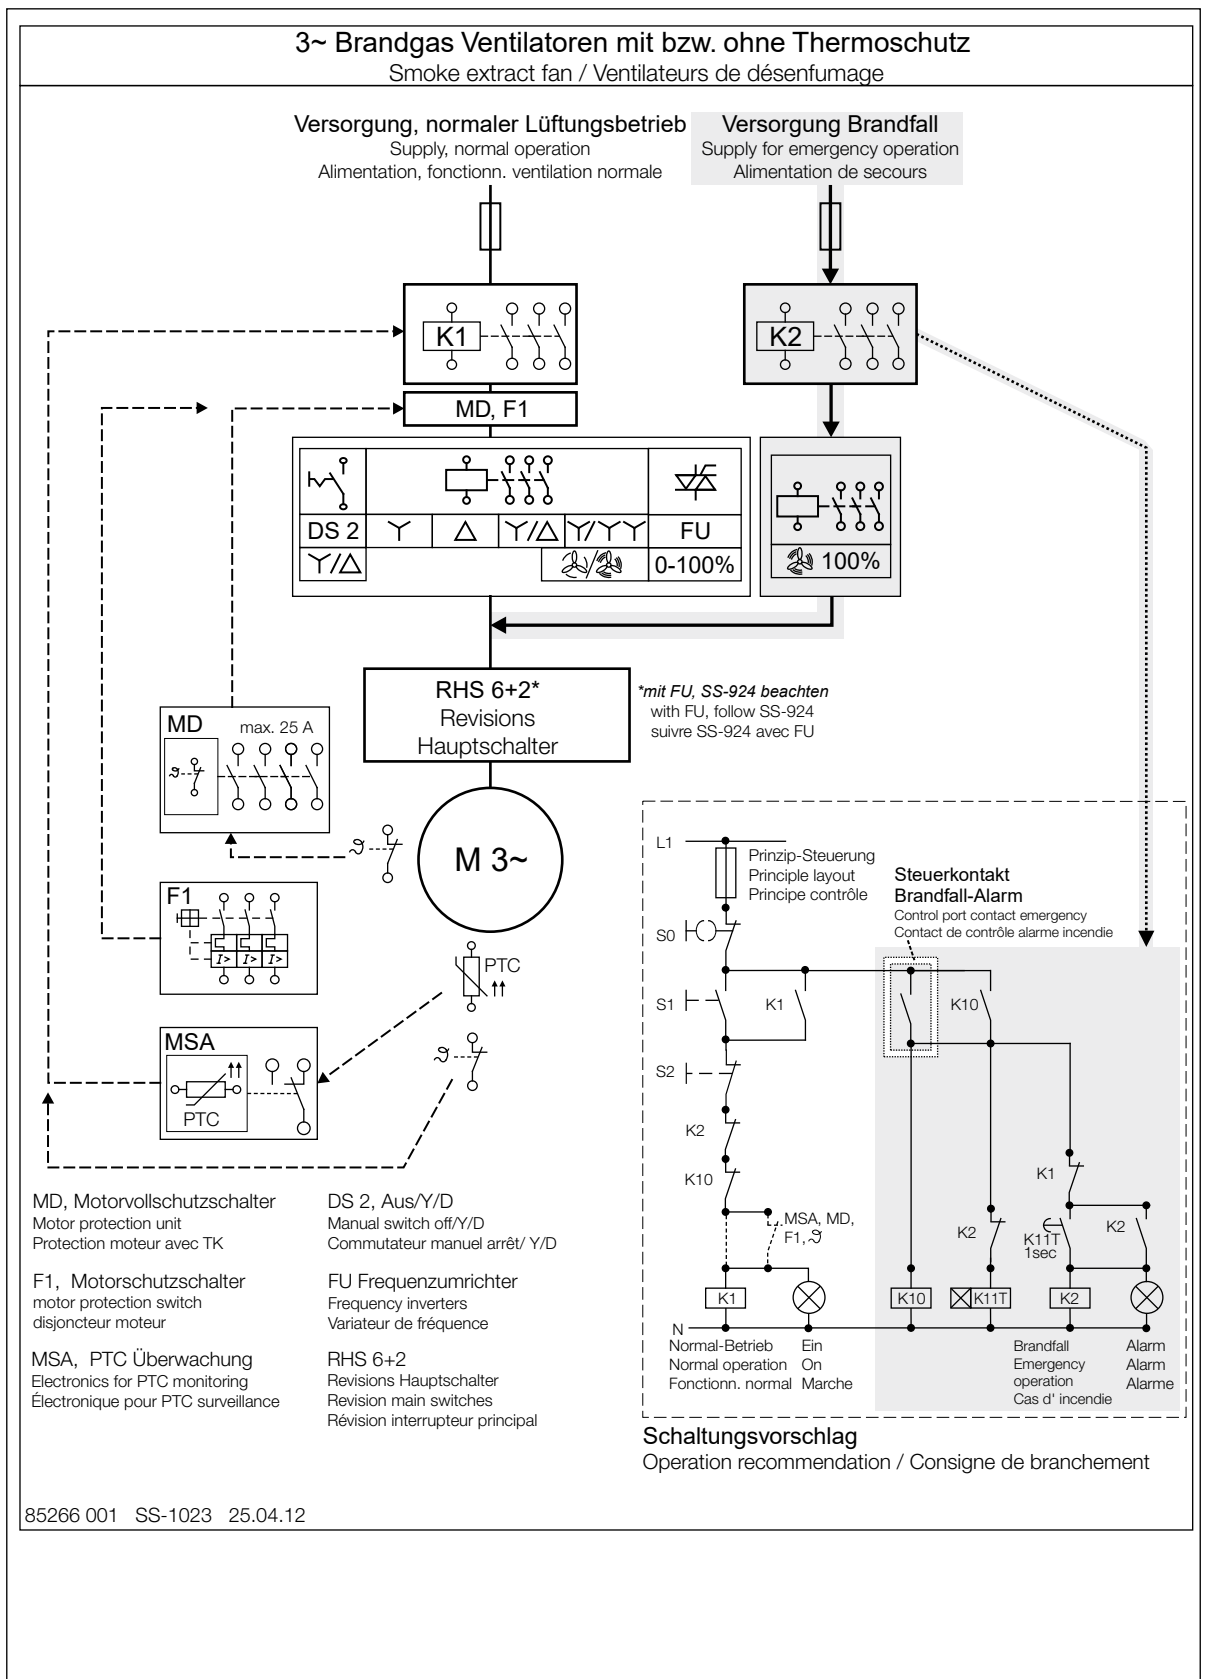 3~ Brandgas Ventilatoren mit bzw. ohne Thermoschutz
Smoke extract fan / Ventilateurs de désenfumage
Versorgung, normaler Lüftungsbetrieb
Supply, normal operation
Alimentation, fonctionn. ventilation normale
Versorgung Brandfall
Supply for emergency operation
Alimentation de secours
K1
K2
MD, F1
DS 2
FU
0-100%
100%
RHS 6+2*
Revisions
Hauptschalter
*mit FU, SS-924 beachten
with FU, follow SS-924
suivre SS-924 avec FU
MD
max. 25 A
ϑ
ϑ
M 3~
F1
I> I> I>
PTC
MSA
PTC
ϑ
L1
Prinzip-Steuerung
Principle layout
Principe contrôle
Steuerkontakt
Brandfall-Alarm
Control port contact emergency
Contact de contrôle alarme incendie
S0
S1
K1
K10
S2
K2
K10
MSA, MD,
F1, ϑ
K1
K2
K11T
1sec
K2
K1
K10
K11T
K2
N
Normal-Betrieb
Normal operation
Fonctionn. normal
Ein
On
Marche
Brandfall
Emergency
operation
Cas d' incendie
Alarm
Alarm
Alarme
MD, Motorvollschutzschalter
Motor protection unit
Protection moteur avec TK
F1, Motorschutzschalter
motor protection switch
disjoncteur moteur
MSA, PTC Überwachung
Electronics for PTC monitoring
Électronique pour PTC surveillance
DS 2, Aus/Y/D
Manual switch off/Y/D
Commutateur manuel arrêt/ Y/D
FU Frequenzumrichter
Frequency inverters
Variateur de fréquence
RHS 6+2
Revisions Hauptschalter
Revision main switches
Révision interrupteur principal
Schaltungsvorschlag
Operation recommendation / Consigne de branchement
85266 001 SS-1023 25.04.12